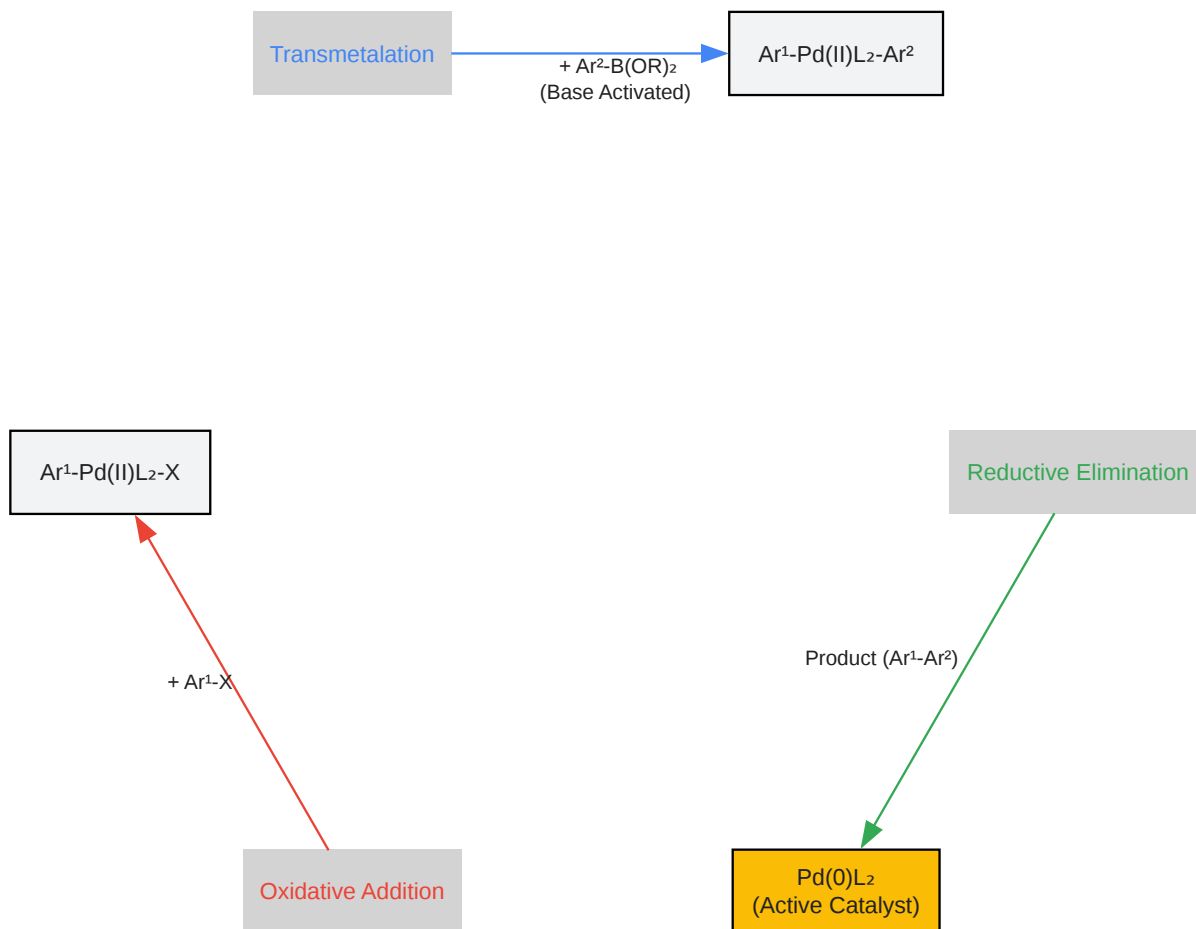 Transmetalation
+ Ar²-B(OR)₂
(Base Activated)
Ar¹-Pd(II)L₂-Ar²
Ar¹-Pd(II)L₂-X
Reductive Elimination
+ Ar¹-X
Product (Ar¹-Ar²)
Oxidative Addition
Pd(0)L₂
(Active Catalyst)